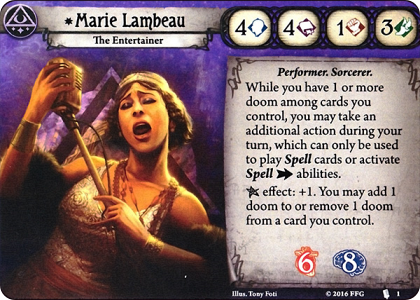 Marie Lambeau
The Entertainer
4 4 1 3
Performer. Sorcerer.
While you have 1 or more
doom among cards you
control, you may take an
additional action during your
turn, which can only be used
to play Spell cards or activate
Spell abilities.
effect: +1. You may add 1
doom to or remove 1 doom
from a card you control.
6 8
Illus. Tony Foti
© 2016 FFG
1